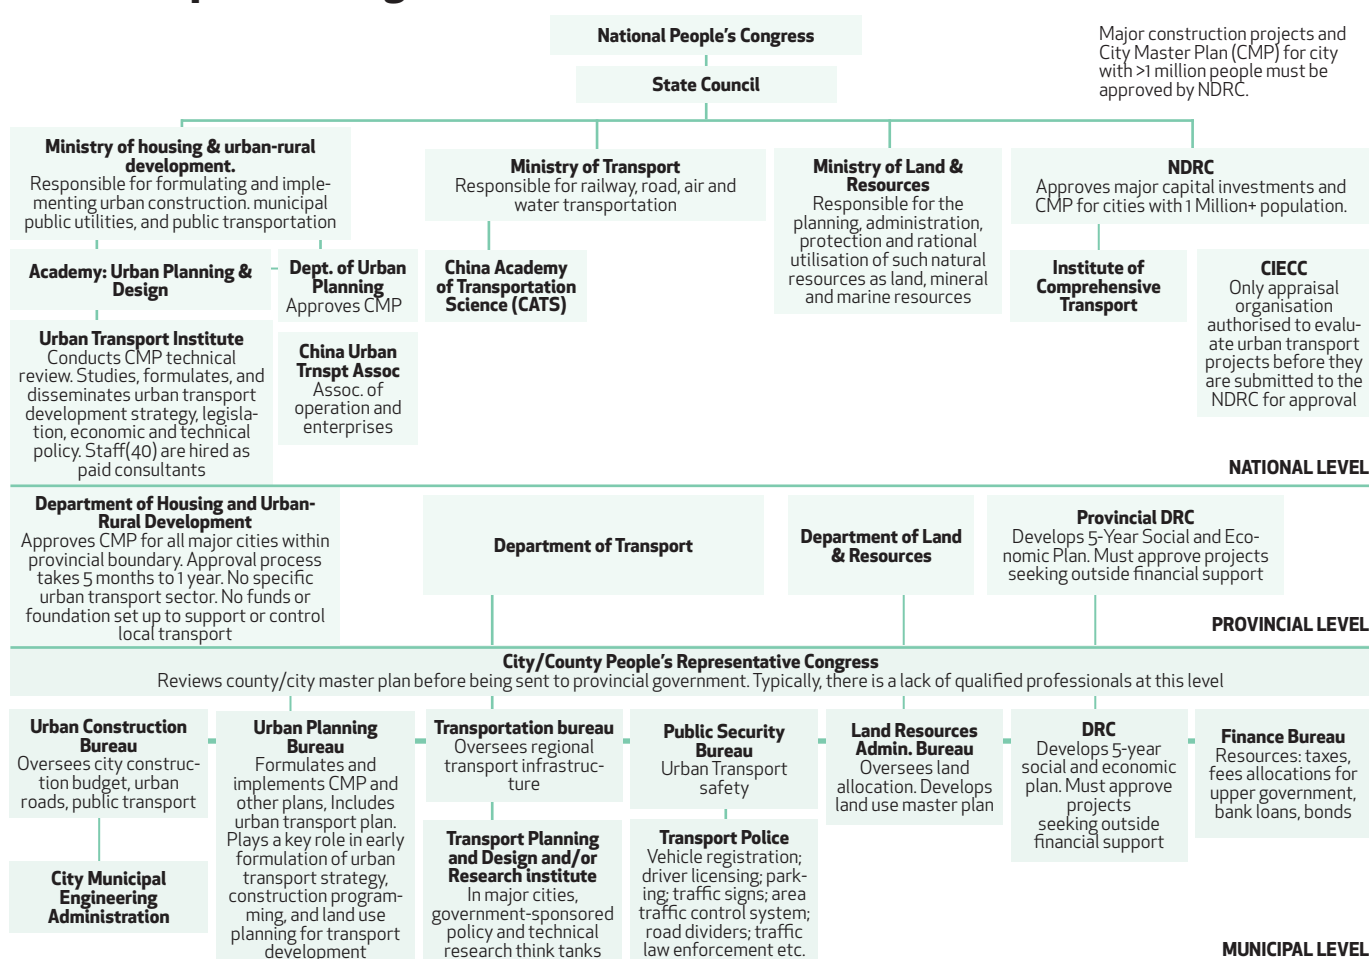 National People’s Congress
State Council
Major construction projects and
City Master Plan (CMP) for city
with >1 million people must be
approved by NDRC.
Ministry of housing & urban-rural
development.
Responsible for formulating and imple-
menting urban construction. municipal
public utilities, and public transportation
Ministry of Transport
Responsible for railway, road, air and
water transportation
Ministry of Land &
Resources
Responsible for the
planning, administration,
protection and rational
utilisation of such natural
resources as land, mineral
and marine resources
NDRC
Approves major capital investments and
CMP for cities with 1 Million+ population.
Academy: Urban Planning &
Design
Dept. of Urban
Planning
Approves CMP
China Academy
of Transportation
Science (CATS)
Institute of
Comprehensive
Transport
CIECC
Only appraisal
organisation
authorised to evalu-
ate urban transport
projects before they
are submitted to the
NDRC for approval
Urban Transport Institute
Conducts CMP technical
review. Studies, formulates, and
disseminates urban transport
development strategy, legisla-
tion, economic and technical
policy. Staff(40) are hired as
paid consultants
China Urban
Trnspt Assoc
Assoc. of
operation and
enterprises
NATIONAL LEVEL
Department of Housing and Urban-
Rural Development
Approves CMP for all major cities within
provincial boundary. Approval process
takes 5 months to 1 year. No specific
urban transport sector. No funds or
foundation set up to support or control
local transport
Department of Transport
Department of Land
& Resources
Provincial DRC
Develops 5-Year Social and Eco-
nomic Plan. Must approve projects
seeking outside financial support
PROVINCIAL LEVEL
City/County People’s Representative Congress
Reviews county/city master plan before being sent to provincial government. Typically, there is a lack of qualified professionals at this level
Urban Construction
Bureau
Oversees city construc-
tion budget, urban
roads, public transport
Urban Planning
Bureau
Formulates and
implements CMP and
other plans, Includes
urban transport plan.
Plays a key role in early
formulation of urban
transport strategy,
construction program-
ming, and land use
planning for transport
development
Transportation bureau
Oversees regional
transport infrastruc-
ture
Public Security
Bureau
Urban Transport
safety
Land Resources
Admin. Bureau
Oversees land
allocation. Develops
land use master plan
DRC
Develops 5-year
social and economic
plan. Must approve
projects
seeking outside
financial support
Finance Bureau
Resources: taxes,
fees allocations for
upper government,
bank loans, bonds
City Municipal
Engineering
Administration
Transport Planning
and Design and/or
Research institute
In major cities,
government-sponsored
policy and technical
research think tanks
Transport Police
Vehicle registration;
driver licensing; park-
ing; traffic signs; area
traffic control system;
road dividers; traffic
law enforcement etc.
MUNICIPAL LEVEL